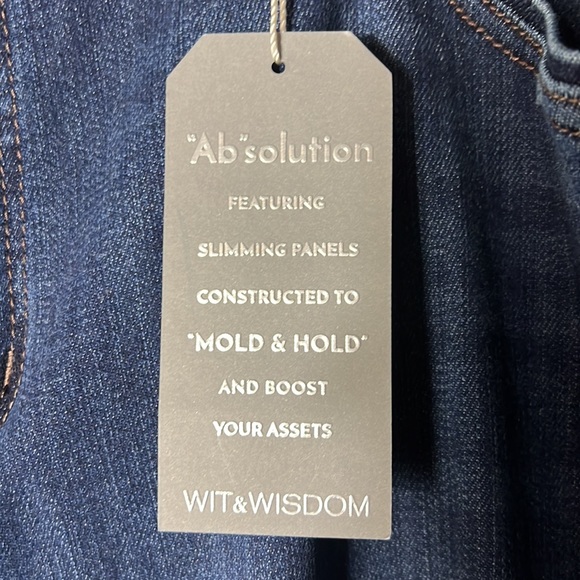 "Ab"solution
FEATURING
SLIMMING PANELS
CONSTRUCTED TO
"MOLD & HOLD"
AND BOOST
YOUR ASSETS
WIT&WISDOM